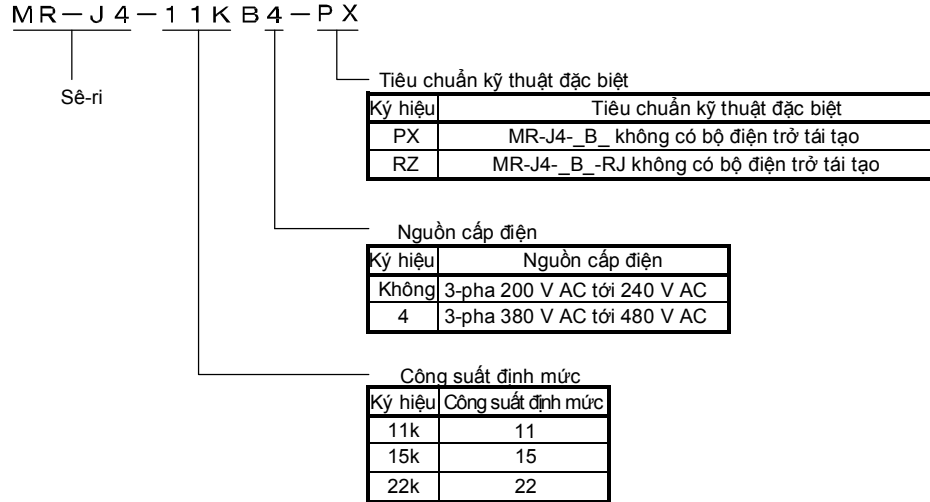 MR-J4-11KB4-PX
Sê-ri
Tiêu chuẩn kỹ thuật đặc biệt
Ký hiệu Tiêu chuẩn kỹ thuật đặc biệt
PX MR-J4-_B_ không có bộ điện trở tái tạo
RZ MR-J4-_B_-RJ không có bộ điện trở tái tạo
Nguồn cấp điện
Ký hiệu Nguồn cấp điện
Không 3-pha 200 V AC tới 240 V AC
4 3-pha 380 V AC tới 480 V AC
Công suất định mức
Ký hiệu Công suất định mức
11k 11
15k 15
22k 22